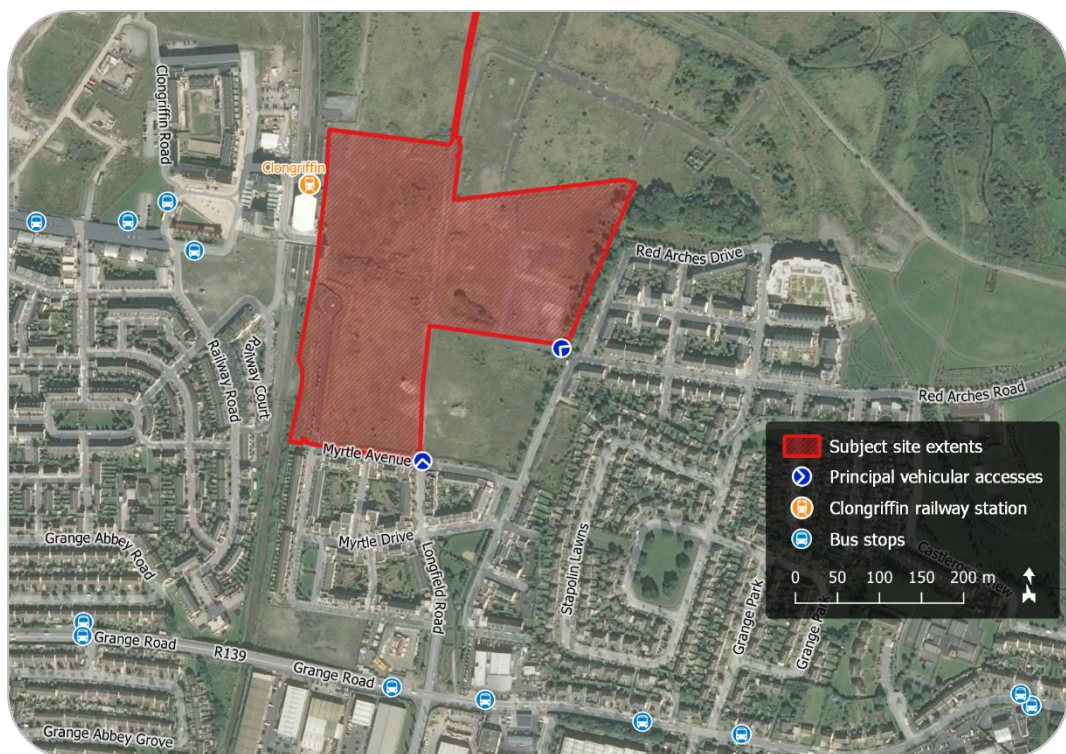 Clongriffin Road
Clongriffin
Red Arches Drive
Railway Court
Railway Road
Red Arches Road
Myrtle Avenue
Subject site extents
Principal vehicular accesses
Clongriffin railway station
Bus stops
0 50 100 150 200 m
Grange Abbey Road
Myrtle Drive
Longfield Road
Stapolin Lawns
Grange Park
Grange Park
Grange Road
R139
Grange Road
Grange Abbey Grove